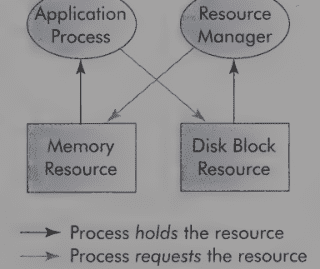 Application
Process
Resource
Manager
Memory
Resource
Disk Block
Resource
Process holds the resource
Process requests the resource